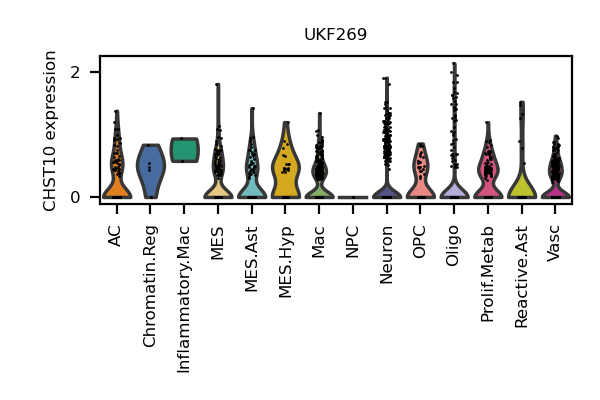 UKF269
CHST10 expression
2
0
AC
Chromatin.Reg
Inflammatory.Mac
MES
MES.Ast
MES.Hyp
Mac
NPC
Neuron
OPC
Oligo
Prolif.Metab
Reactive.Ast
Vasc